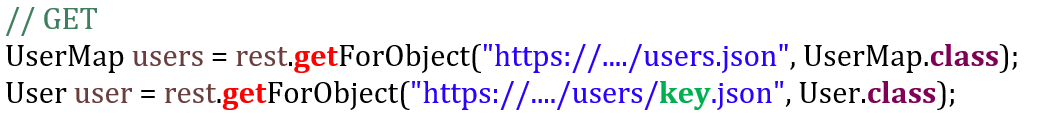 // GET
UserMap users = rest.getForObject("https://..../users.json", UserMap.class);
User user = rest.getForObject("https://..../users/key.json", User.class);